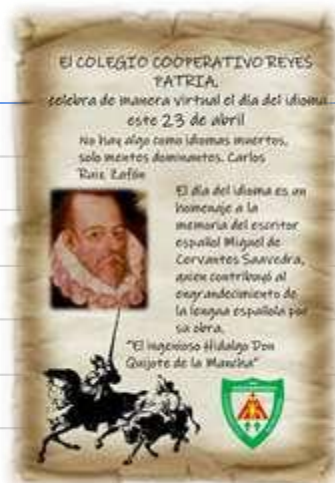 El COLEGIO COOPERATIVO REYES
PATRIA,
celebra de manera virtual el día del idioma
este 23 de abril
No hay algo como idiomas muertos,
solo mentes dominantes. Carlos
Ruiz Zafón
El día del idioma es un
homenaje a la
memoria del escritor
español Miguel de
Cervantes Saavedra,
quien contribuyó al
engrandecimiento de
la lengua española por
su obra.
"El ingenioso Hidalgo Don
Quijote de la Mancha"